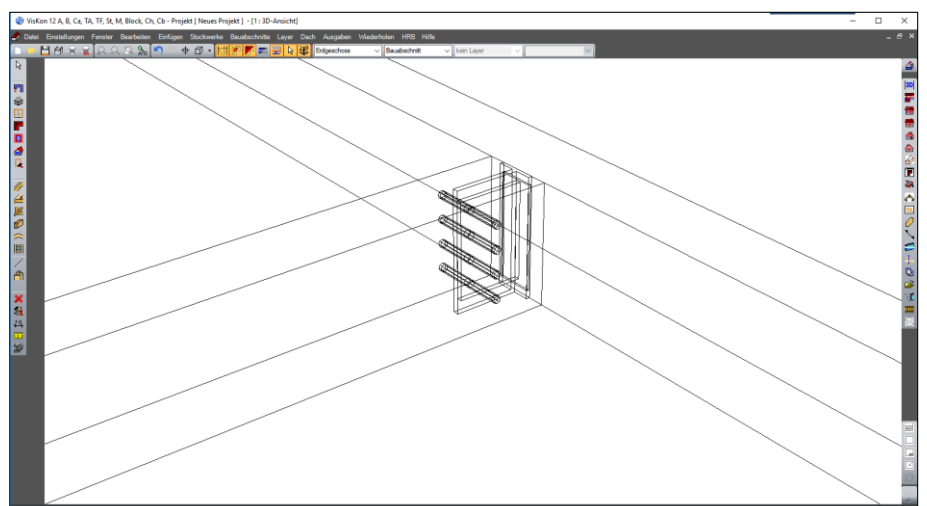 VisKon 12 A, B, Ca, TA, TF, St, M, Block, Ch, Cb - Projekt [ Neues Projekt ] - [1 : 3D-Ansicht]
Datei Einstellungen Fenster Bearbeiten Einfügen Stockwerke Bauabschnitte Layer Dach Ausgaben Wiederholen HRB Hilfe
Erdgeschoss Bauabschnitt kein Layer
3D